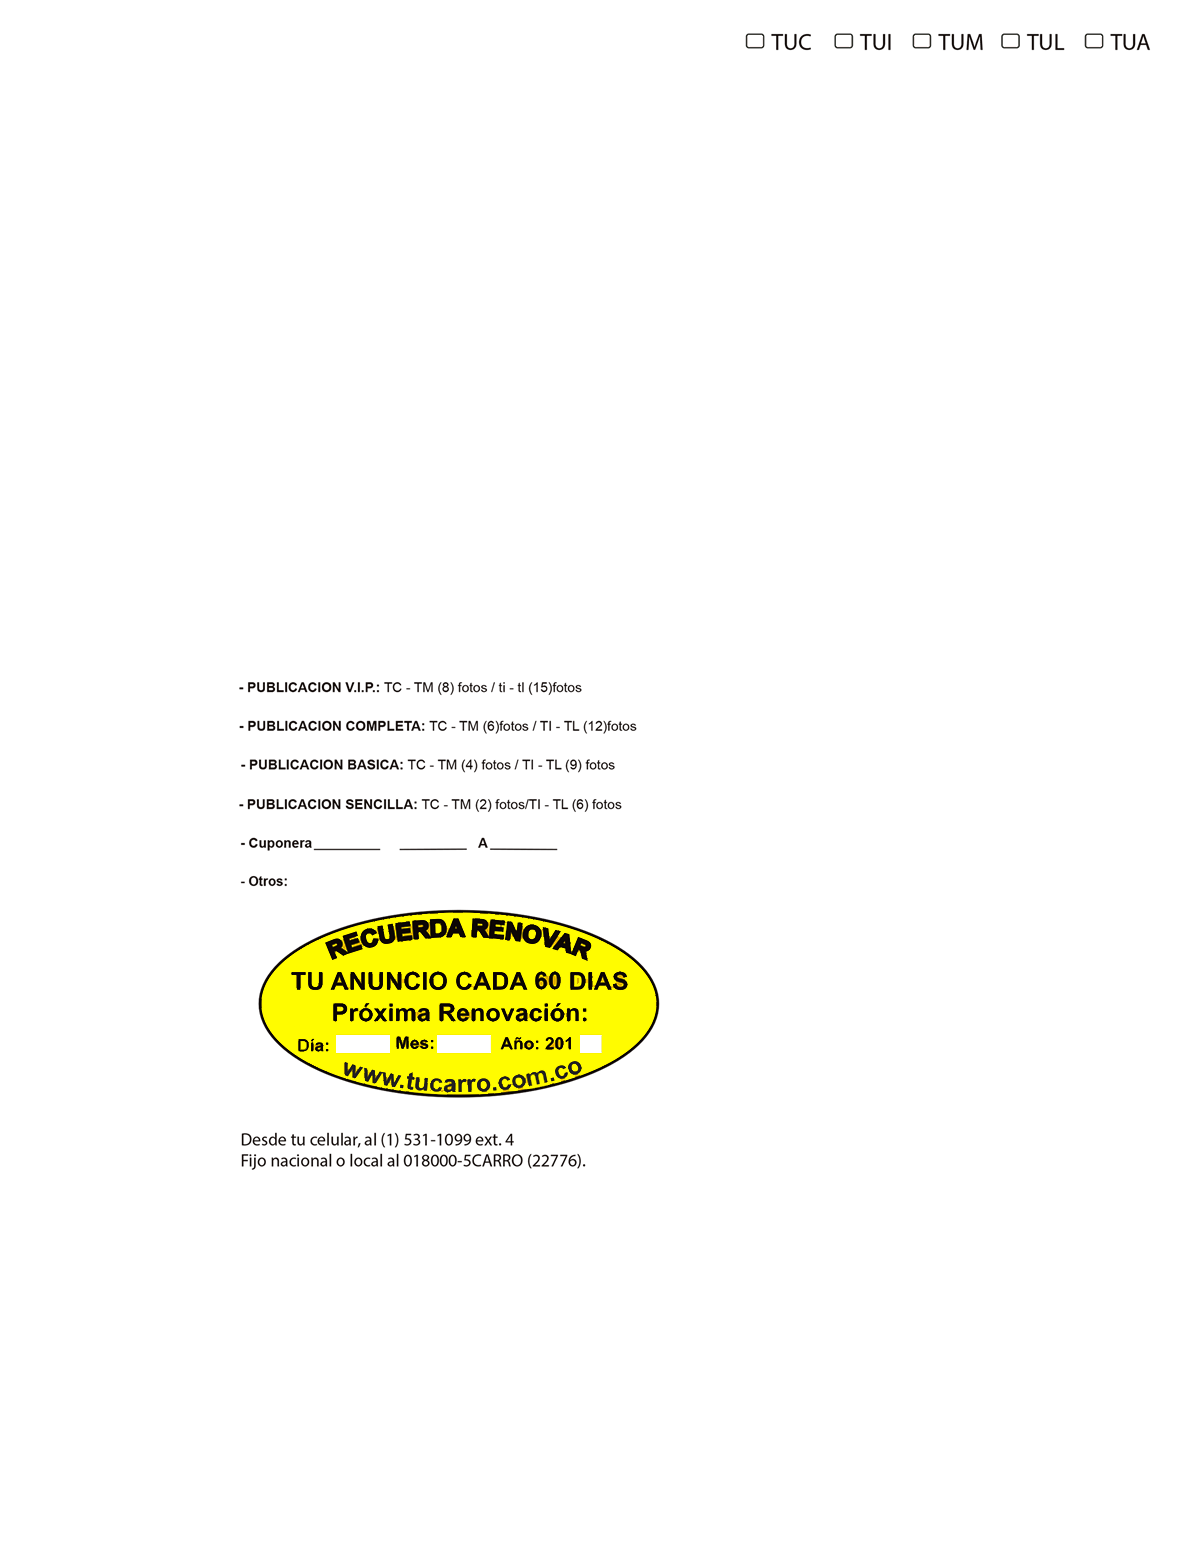 TUC TUI TUM TUL TUA
- PUBLICACION V.I.P.: TC - TM (8) fotos / ti - tl (15)fotos
- PUBLICACION COMPLETA: TC - TM (6)fotos / TI - TL (12)fotos
- PUBLICACION BASICA: TC - TM (4) fotos / TI - TL (9) fotos
- PUBLICACION SENCILLA: TC - TM (2) fotos/TI - TL (6) fotos
- Cuponera_________ _________ A_________
- Otros:
RECUERDA RENOVAR
TU ANUNCIO CADA 60 DIAS
Próxima Renovación:
Día: Mes: Año: 201
www.tucarro.com.co
Desde tu celular, al (1) 531-1099 ext. 4
Fijo nacional o local al 018000-5CARRO (22776).